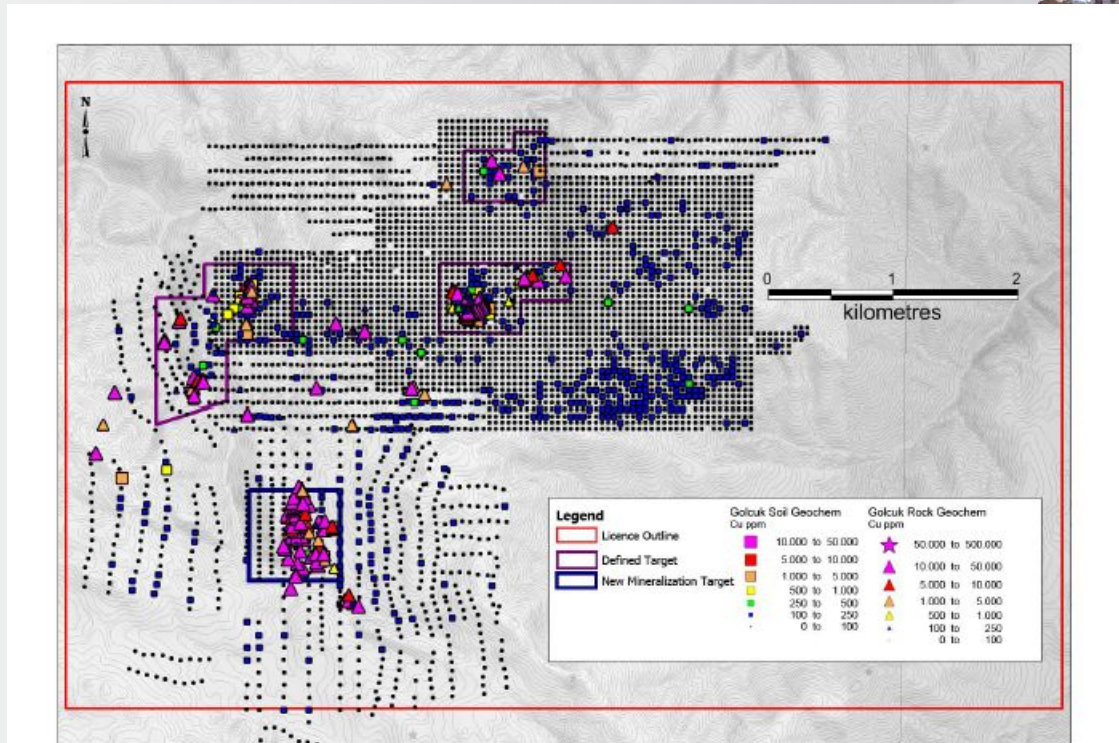 N
0 1 2
kilometres
Legend
Licence Outline
Defined Target
New Mineralization Target
Golcuk Soil Geochem
Cu ppm
10.000 to 50.000
5.000 to 10.000
1.000 to 5.000
500 to 1.000
250 to 500
100 to 250
0 to 100
Golcuk Rock Geochem
Cu ppm
50.000 to 500.000
10.000 to 50.000
5.000 to 10.000
1.000 to 5.000
500 to 1.000
100 to 250
0 to 100